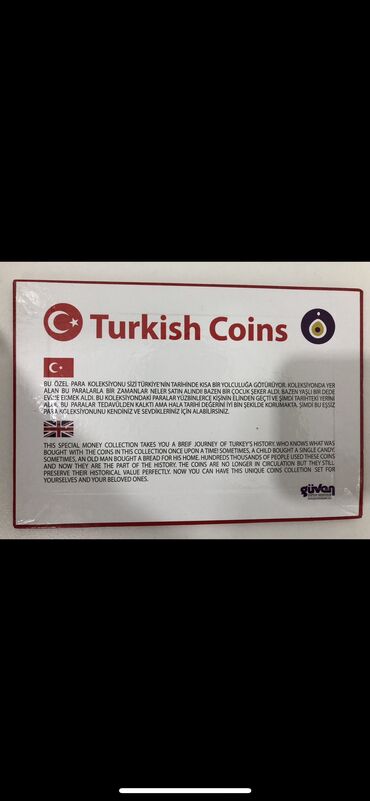 Turkish Coins
BU ÖZEL PARA KOLEKSİYONU SİZİ TÜRKİYE'NİN TARİHİNDE KISA BİR YOLCULUĞA GÖTÜRÜYOR. KOLEKSİYONDA YER
ALAN BU PARALARLA BİR ZAMANLAR NELER SATIN ALINDI! BAZEN BİR ÇOCUK ŞEKER ALDI. BAZEN YAŞLI BİR DEDE
EVİNE EKMEK ALDI. BU KOLEKSİYONDAKİ PARALAR YÜZBİNLERCE KİŞİNİN ELİNDEN GEÇTİ VE ŞİMDİ TARİHTEKİ YERİNİ
ALDI. BU PARALAR TEDAVÜLDEN KALKTI AMA HALA TARİHİ DEĞERİNİ İYİ BİR ŞEKİLDE KORUMAKTA. ŞİMDİ BU EŞSİZ
PARA KOLEKSİYONUNU KENDİNİZ VE SEVDİKLERİNİZ İÇİN ALABİLİRSİNİZ.
THIS SPECIAL MONEY COLLECTION TAKES YOU A BREIF JOURNEY OF TURKEY'S HISTORY. WHO KNOWS WHAT WAS
BOUGHT WITH THE COINS IN THIS COLLECTION ONCE UPON A TIME! SOMETIMES, A CHILD BOUGHT A SINGLE CANDY.
SOMETIMES, AN OLD MAN BOUGHT A BREAD FOR HIS HOME. HUNDREDS THOUSANDS OF PEOPLE USED THESE COINS
AND NOW THEY ARE THE PART OF THE HISTORY. THE COINS ARE NO LONGER IN CIRCULATION BUT THEY STILL
PRESERVE THEIR HISTORICAL VALUE PERFECTLY. NOW YOU CAN HAVE THIS UNIQUE COINS COLLETION SET FOR
YOURSELVES AND YOUR BELOVED ONES.
güven